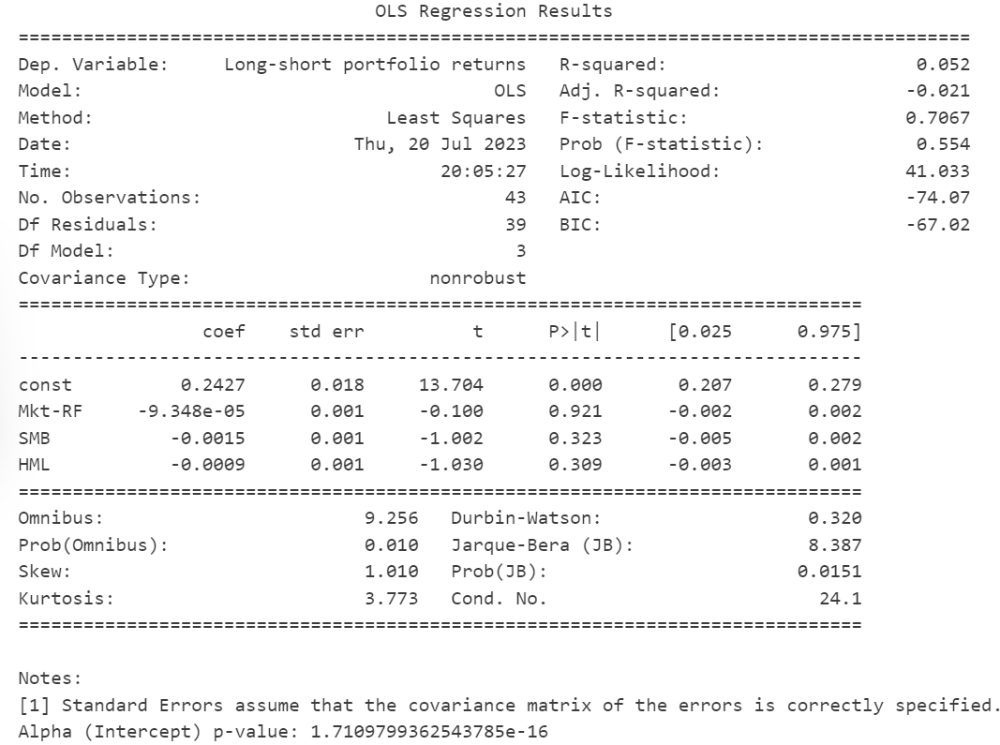 OLS Regression Results
==============================================================================
Dep. Variable: Long-short portfolio returns R-squared: 0.052
Model: OLS Adj. R-squared: -0.021
Method: Least Squares F-statistic: 0.7067
Date: Thu, 20 Jul 2023 Prob (F-statistic): 0.554
Time: 20:05:27 Log-Likelihood: 41.033
No. Observations: 43 AIC: -74.07
Df Residuals: 39 BIC: -67.02
Df Model: 3
Covariance Type: nonrobust
==============================================================================
coef std err t P>|t| [0.025 0.975]
------------------------------------------------------------------------------
const 0.2427 0.018 13.704 0.000 0.207 0.279
Mkt-RF -9.348e-05 0.001 -0.100 0.921 -0.002 0.002
SMB -0.0015 0.001 -1.002 0.323 -0.005 0.002
HML -0.0009 0.001 -1.030 0.309 -0.003 0.001
==============================================================================
Omnibus: 9.256 Durbin-Watson: 0.320
Prob(Omnibus): 0.010 Jarque-Bera (JB): 8.387
Skew: 1.010 Prob(JB): 0.0151
Kurtosis: 3.773 Cond. No. 24.1
==============================================================================
Notes:
[1] Standard Errors assume that the covariance matrix of the errors is correctly specified.
Alpha (Intercept) p-value: 1.7109799362543785e-16